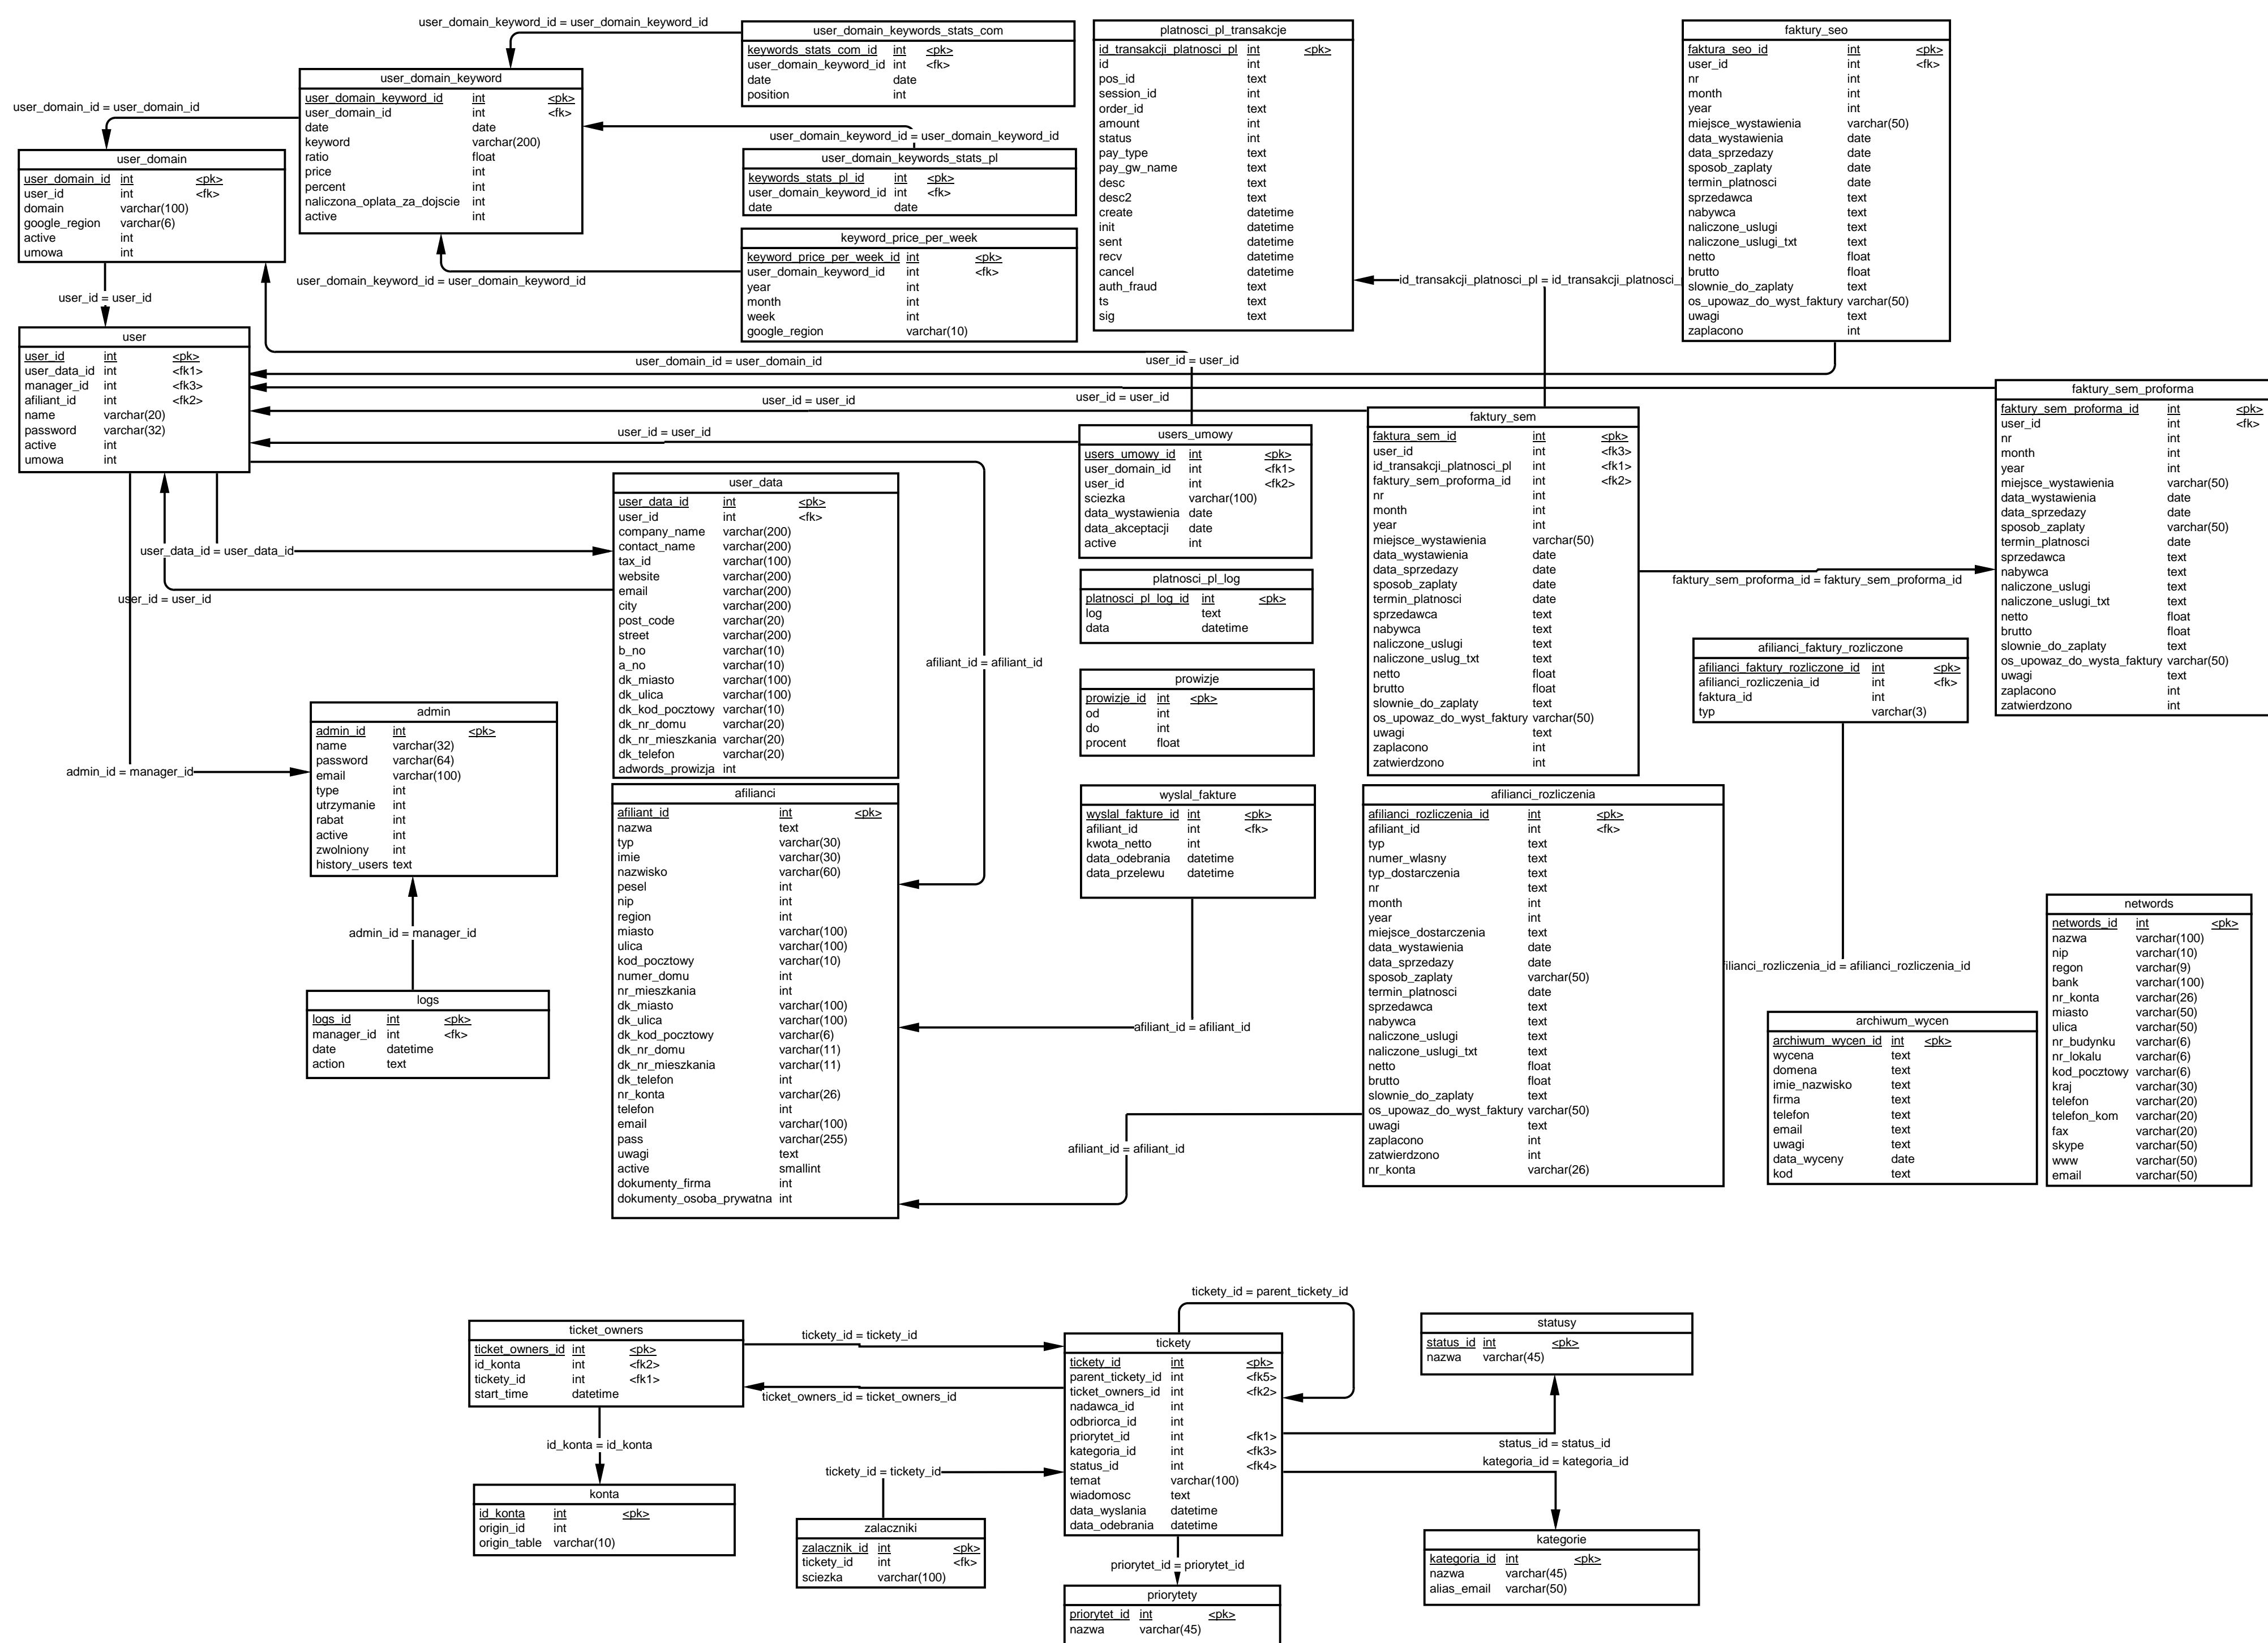 user_domain_keyword_id = user_domain_keyword_id
user_domain_keywords_stats_com
keywords_stats_com_id int <pk>
user_domain_keyword_id int <fk>
date date
position int
platnosci_pl_transakcje
id_transakcji_platnosci_pl int <pk>
id int
pos_id text
session_id int
order_id text
amount int
status int
pay_type text
pay_gw_name text
desc text
desc2 text
create datetime
init datetime
sent datetime
recv datetime
cancel datetime
auth_fraud text
ts text
sig text
faktury_seo
faktura_seo_id int <pk>
user_id int <fk>
nr int
month int
year int
miejsce_wystawienia varchar(50)
data_wystawienia date
data_sprzedazy date
sposob_zaplaty date
termin_platnosci date
sprzedawca text
nabywca text
naliczone_uslugi text
naliczone_uslugi_txt text
netto float
brutto float
slownie_do_zaplaty text
os_upowaz_do_wyst_faktury varchar(50)
uwagi text
zaplacono int
user_domain_keyword
user_domain_keyword_id int <pk>
user_domain_id int <fk>
date date
keyword varchar(200)
ratio float
price int
percent int
naliczona_oplata_za_dojscie int
active int
user_domain_id = user_domain_id
user_domain_keyword_id = user_domain_keyword_id
user_domain
user_domain_id int <pk>
user_id int <fk>
domain varchar(100)
google_region varchar(6)
active int
umowa int
user_domain_keywords_stats_pl
keywords_stats_pl_id int <pk>
user_domain_keyword_id int <fk>
date date
keyword_price_per_week
keyword_price_per_week_id int <pk>
user_domain_keyword_id int <fk>
year int
month int
week int
google_region varchar(10)
user_domain_keyword_id = user_domain_keyword_id
id_transakcji_platnosci_pl = id_transakcji_platnosci_
user_id = user_id
user
user_id int <pk>
user_data_id int <fk1>
manager_id int <fk3>
afiliant_id int <fk2>
name varchar(20)
password varchar(32)
active int
umowa int
user_domain_id = user_domain_id
user_id = user_id
user_id = user_id
user_id = user_id
user_id = user_id
faktury_sem_proforma
faktury_sem_proforma_id int <pk>
user_id int <fk>
nr int
month int
year int
miejsce_wystawienia varchar(50)
data_wystawienia date
data_sprzedazy date
sposob_zaplaty varchar(50)
termin_platnosci date
sprzedawca text
nabywca text
naliczone_uslugi text
naliczone_uslugi_txt text
netto float
brutto float
slownie_do_zaplaty text
os_upowaz_do_wysta_faktury varchar(50)
uwagi text
zaplacono int
zatwierdzono int
faktury_sem
faktura_sem_id int <pk>
user_id int <fk3>
id_transakcji_platnosci_pl int <fk1>
faktury_sem_proforma_id int <fk2>
nr int
month int
year int
miejsce_wystawienia varchar(50)
data_wystawienia date
data_sprzedazy date
sposob_zaplaty date
termin_platnosci date
sprzedawca text
nabywca text
naliczone_uslugi text
naliczone_uslug_txt text
netto float
brutto float
slownie_do_zaplaty text
os_upowaz_do_wyst_faktury varchar(50)
uwagi text
zaplacono int
zatwierdzono int
users_umowy
users_umowy_id int <pk>
user_domain_id int <fk1>
user_id int <fk2>
sciezka varchar(100)
data_wystawienia date
data_akceptacji date
active int
user_data
user_data_id int <pk>
user_id int <fk>
company_name varchar(200)
contact_name varchar(200)
tax_id varchar(100)
website varchar(200)
email varchar(200)
city varchar(200)
post_code varchar(20)
street varchar(200)
b_no varchar(10)
a_no varchar(10)
dk_miasto varchar(100)
dk_ulica varchar(100)
dk_kod_pocztowy varchar(10)
dk_nr_domu varchar(20)
dk_nr_mieszkania varchar(20)
dk_telefon varchar(20)
adwords_prowizja int
user_data_id = user_data_id
user_id = user_id
platnosci_pl_log
platnosci_pl_log_id int <pk>
log text
data datetime
faktury_sem_proforma_id = faktury_sem_proforma_id
afiliant_id = afiliant_id
afilianci_faktury_rozliczone
afilianci_faktury_rozliczone_id int <pk>
afilianci_rozliczenia_id int <fk>
faktura_id int
typ varchar(3)
prowizje
prowizje_id int <pk>
od int
do int
procent float
admin
admin_id int <pk>
name varchar(32)
password varchar(64)
email varchar(100)
type int
utrzymanie int
rabat int
active int
zwolniony int
history_users text
admin_id = manager_id
afilianci
afiliant_id int <pk>
nazwa text
typ varchar(30)
imie varchar(30)
nazwisko varchar(60)
pesel int
nip int
region int
miasto varchar(100)
ulica varchar(100)
kod_pocztowy varchar(10)
numer_domu int
nr_mieszkania int
dk_miasto varchar(100)
dk_ulica varchar(100)
dk_kod_pocztowy varchar(6)
dk_nr_domu varchar(11)
dk_nr_mieszkania varchar(11)
dk_telefon int
nr_konta varchar(26)
telefon int
email varchar(100)
pass varchar(255)
uwagi text
active smallint
dokumenty_firma int
dokumenty_osoba_prywatna int
wyslal_fakture
wyslal_fakture_id int <pk>
afiliant_id int <fk>
kwota_netto int
data_odebrania datetime
data_przelewu datetime
afilianci_rozliczenia
afilianci_rozliczenia_id int <pk>
afiliant_id int <fk>
typ text
numer_wlasny text
typ_dostarczenia text
nr text
month int
year int
miejsce_dostarczenia text
data_wystawienia date
data_sprzedazy date
sposob_zaplaty varchar(50)
termin_platnosci date
sprzedawca text
nabywca text
naliczone_uslugi text
naliczone_uslugi_txt text
netto float
brutto float
slownie_do_zaplaty text
os_upowaz_do_wyst_faktury varchar(50)
uwagi text
zaplacono int
zatwierdzono int
nr_konta varchar(26)
admin_id = manager_id
logs
logs_id int <pk>
manager_id int <fk>
date datetime
action text
filianci_rozliczenia_id = afilianci_rozliczenia_id
afiliant_id = afiliant_id
afiliant_id = afiliant_id
networds
networds_id int <pk>
nazwa varchar(100)
nip varchar(10)
regon varchar(9)
bank varchar(100)
nr_konta varchar(26)
miasto varchar(50)
ulica varchar(50)
nr_budynku varchar(6)
nr_lokalu varchar(6)
kod_pocztowy varchar(6)
kraj varchar(30)
telefon varchar(20)
telefon_kom varchar(20)
fax varchar(20)
skype varchar(50)
www varchar(50)
email varchar(50)
archiwum_wycen
archiwum_wycen_id int <pk>
wycena text
domena text
imie_nazwisko text
firma text
telefon text
email text
uwagi text
data_wyceny date
kod text
tickety_id = parent_tickety_id
ticket_owners
ticket_owners_id int <pk>
id_konta int <fk2>
tickety_id int <fk1>
start_time datetime
tickety_id = tickety_id
ticket_owners_id = ticket_owners_id
tickety
tickety_id int <pk>
parent_tickety_id int <fk5>
ticket_owners_id int <fk2>
nadawca_id int
odbriorca_id int
priorytet_id int <fk1>
kategoria_id int <fk3>
status_id int <fk4>
temat varchar(100)
wiadomosc text
data_wyslania datetime
data_odebrania datetime
statusy
status_id int <pk>
nazwa varchar(45)
status_id = status_id
kategoria_id = kategoria_id
id_konta = id_konta
tickety_id = tickety_id
konta
id_konta int <pk>
origin_id int
origin_table varchar(10)
zalaczniki
zalacznik_id int <pk>
tickety_id int <fk>
sciezka varchar(100)
kategorie
kategoria_id int <pk>
nazwa varchar(45)
alias_email varchar(50)
priorytet_id = priorytet_id
priorytety
priorytet_id int <pk>
nazwa varchar(45)